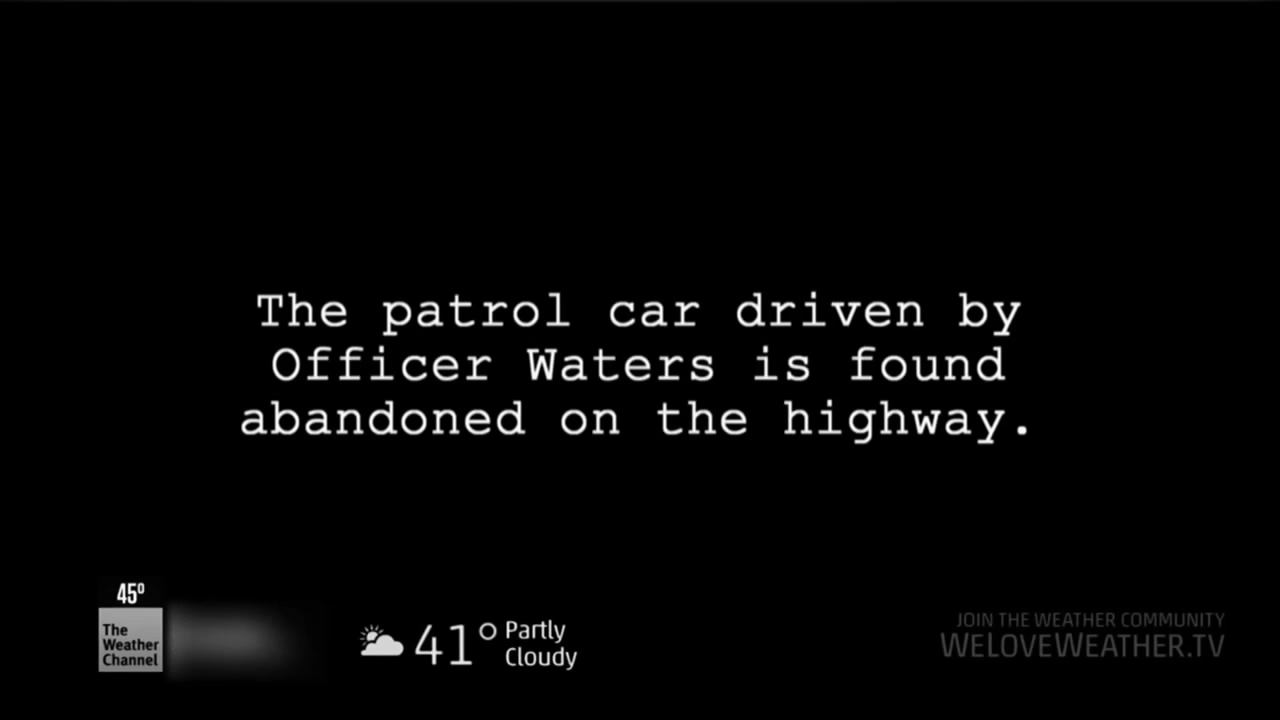 The patrol car driven by
Officer Waters is found
abandoned on the highway.
45°
The
Weather
Channel
41° Partly
Cloudy
JOIN THE WEATHER COMMUNITY
WELOVEWEATHER.TV